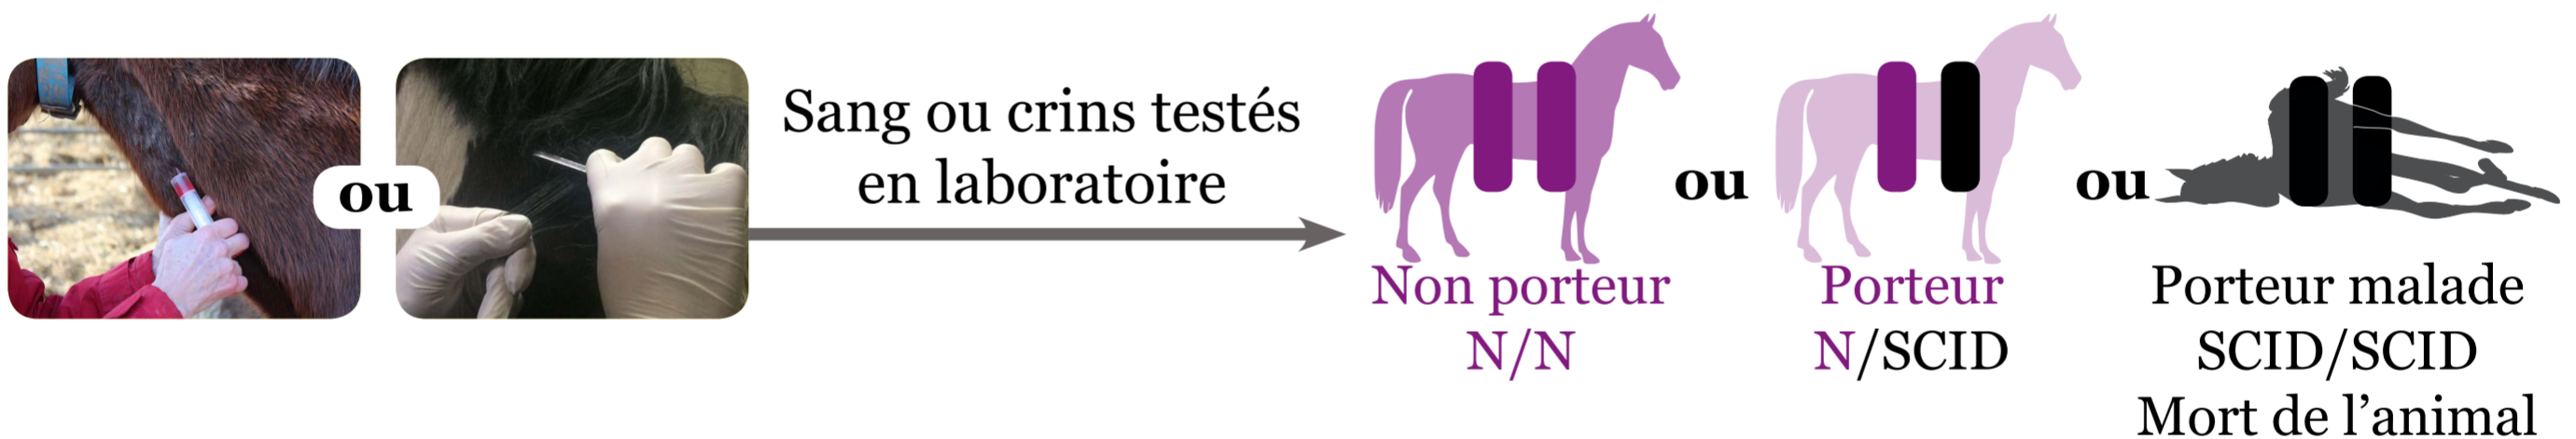 ou
Sang ou crins testés
en laboratoire
Non porteur
N/N
ou
Porteur
N/SCID
ou
Porteur malade
SCID/SCID
Mort de l’animal